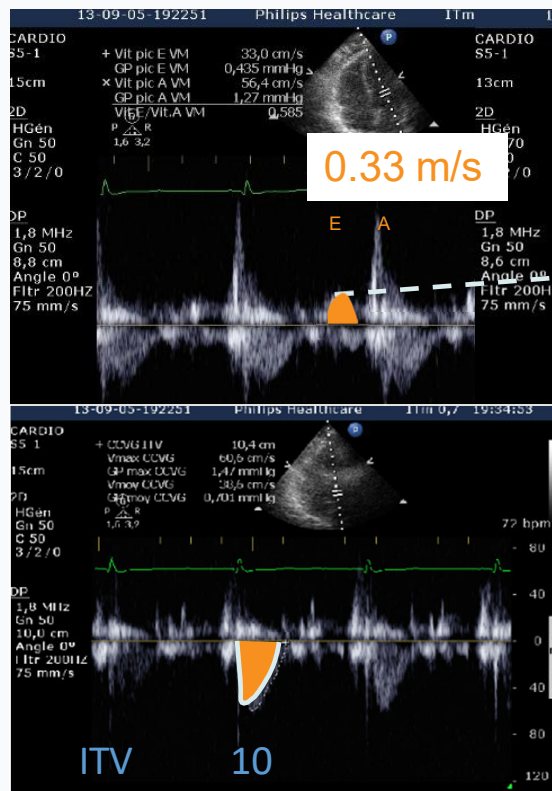 13-09-05-192251 Philips Healthcare ITm
CARDIO
S5-1
15cm
2D
HGén
Gn 50
C 50
3 / 2 / 0
DP
1,8 MHz
Gn 50
8,8 cm
Angle 0°
Fltr 200HZ
75 mm/s
+ Vit pic E VM 33,0 cm/s
GP pic E VM 0,435 mmHg
× Vit pic A VM 56,4 cm/s
GP pic A VM 1,27 mmHg
Vit.E/Vit.A VM 0,585
P R
1,6 3,2
P
CARDIO
S5-1
13cm
2D
HGén
70
DP
1,8 MHz
Gn 50
8,6 cm
Angle 0°
Fltr 200HZ
75 mm/s
0.33 m/s
E A
13-09-05-192251 Philips Healthcare ITm 0,7 19:34:53
CARDIO
S5 1
15cm
2D
HGén
Gn 50
C 50
3 / 2 / 0
DP
1,8 MHz
Gn 50
10,0 cm
Angle 0°
Fltr 200HZ
75 mm/s
+ CCVG ITV 10,4 cm
Vmax CCVG 60,6 cm/s
GP max CCVG 1,47 mmHg
Vmoy CCVG 38,6 cm/s
GP moy CCVG 0,701 mmHg
P R
1,6 3,2
P
72 bpm
- 80
- 40
- 0
- 40
- 80
120
ITV 10